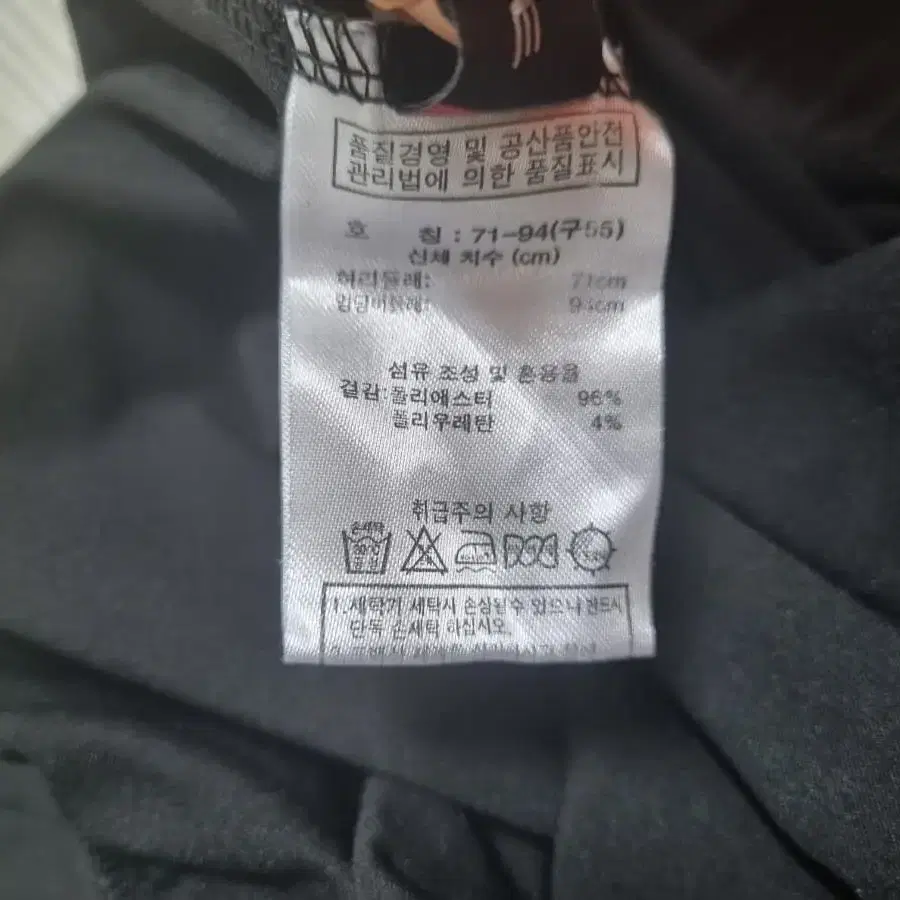 품질경영 및 공산품안전
관리법에 의한 품질표시
호 칭 : 71-94(구55)
신체 치수 (cm)
허리둘레: 71cm
엉덩이둘레: 94cm
섬유 조성 및 혼용율
겉감:폴리에스터 96%
폴리우레탄 4%
취급주의 사항
손세탁
30℃
1.세탁기 세탁시 손상될수 있으니 반드시
단독 손세탁 하십시오.